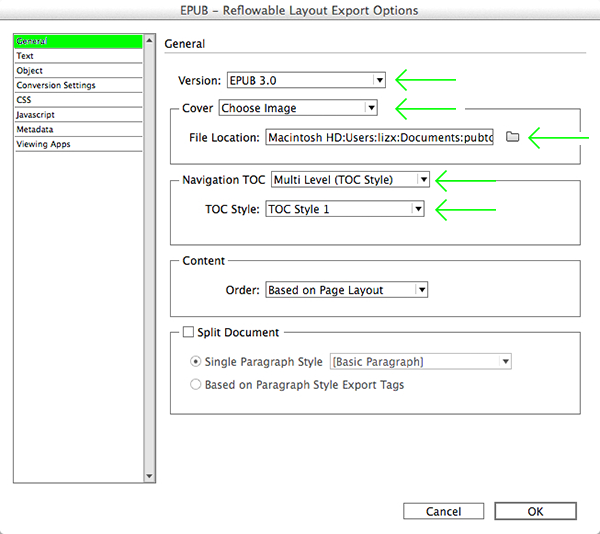 EPUB - Reflowable Layout Export Options
General
Text
Object
Conversion Settings
CSS
Javascript
Metadata
Viewing Apps
General
Version: EPUB 3.0
Cover Choose Image
File Location: Macintosh HD:Users:lizx:Documents:pubto
Navigation TOC Multi Level (TOC Style)
TOC Style: TOC Style 1
Content
Order: Based on Page Layout
Split Document
Single Paragraph Style [Basic Paragraph]
Based on Paragraph Style Export Tags
Cancel OK